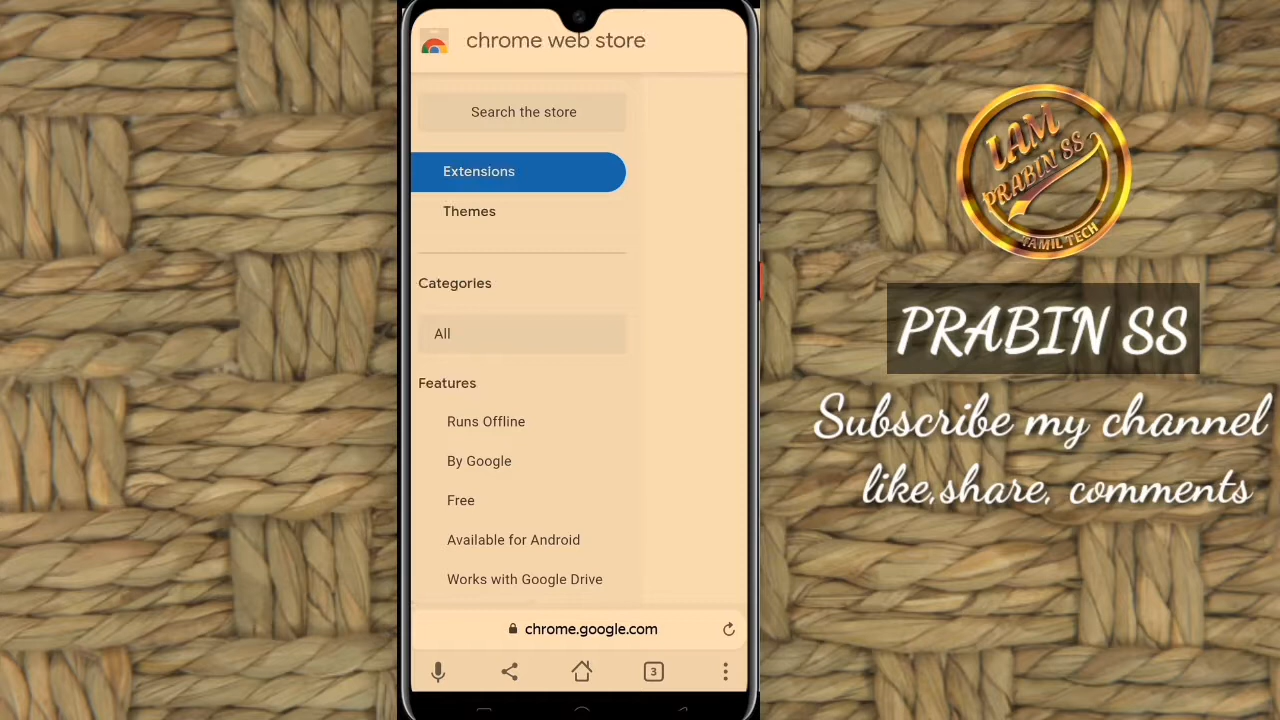 chrome web store
Search the store
Extensions
Themes
Categories
All
Features
Runs Offline
By Google
Free
Available for Android
Works with Google Drive
chrome.google.com
3
IAM
PRABIN SS
TAMIL TECH
PRABIN SS
Subscribe my channel
like,share, comments